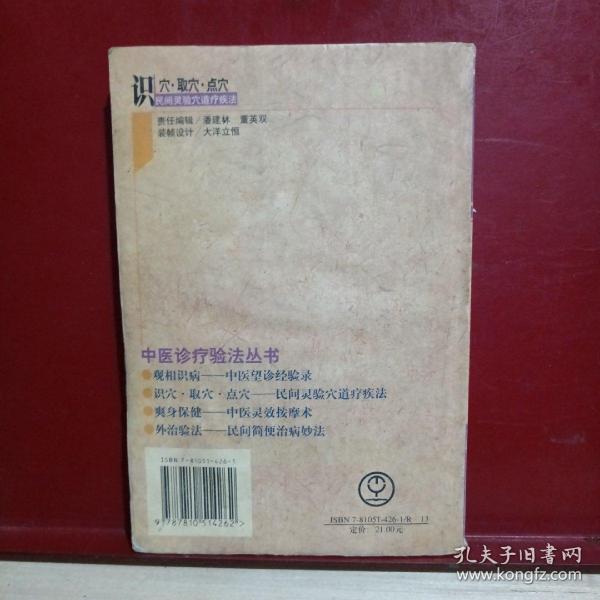 识 穴·取穴·点穴
民间灵验穴道疗疾法
责任编辑／潘建林 董英双
装帧设计／大洋立恒
中医诊疗验法丛书
●观相识病——中医望诊经验录
●识穴·取穴·点穴——民间灵验穴道疗疾法
●爽身保健——中医灵效按摩术
●外治验法——民间简便治病妙法
ISBN 7-81051-426-1
9 787810 514262 >
ISBN 7-81051-426-1/R·13
定价 21.00元
孔夫子旧书网
www.kongfz.com